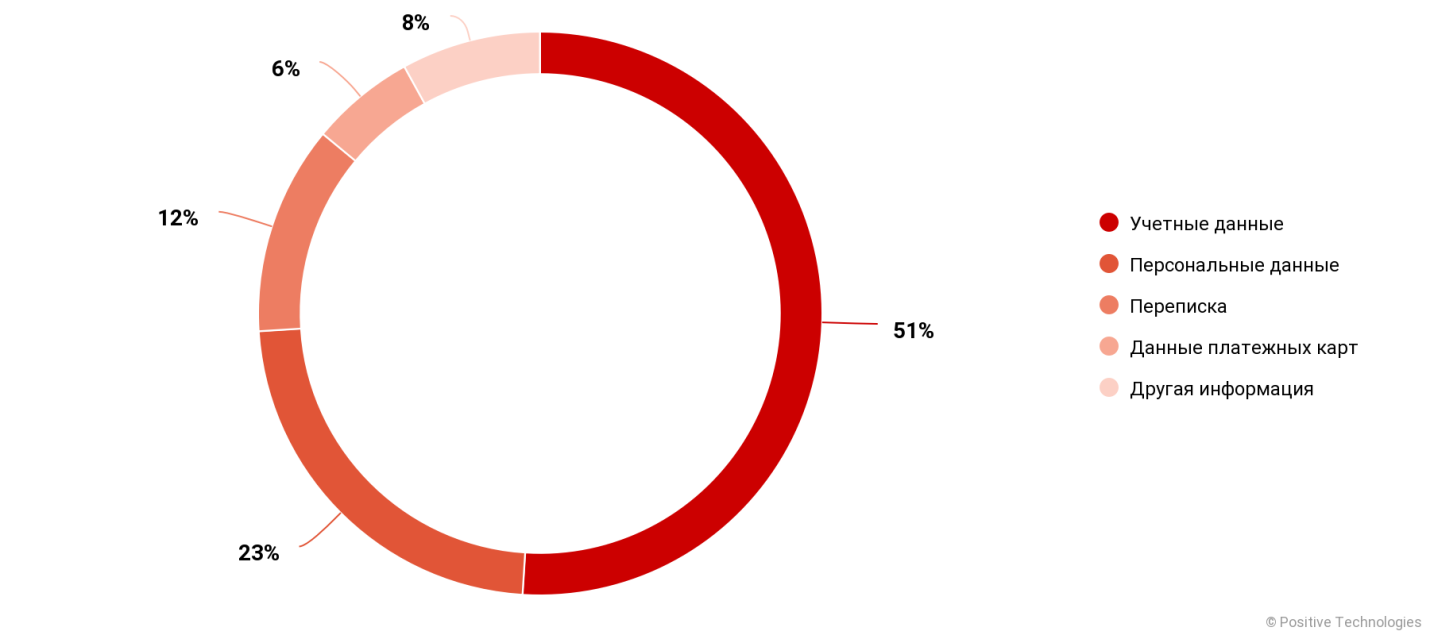 8%
6%
12%
23%
51%
Учетные данные
Персональные данные
Переписка
Данные платежных карт
Другая информация
© Positive Technologies